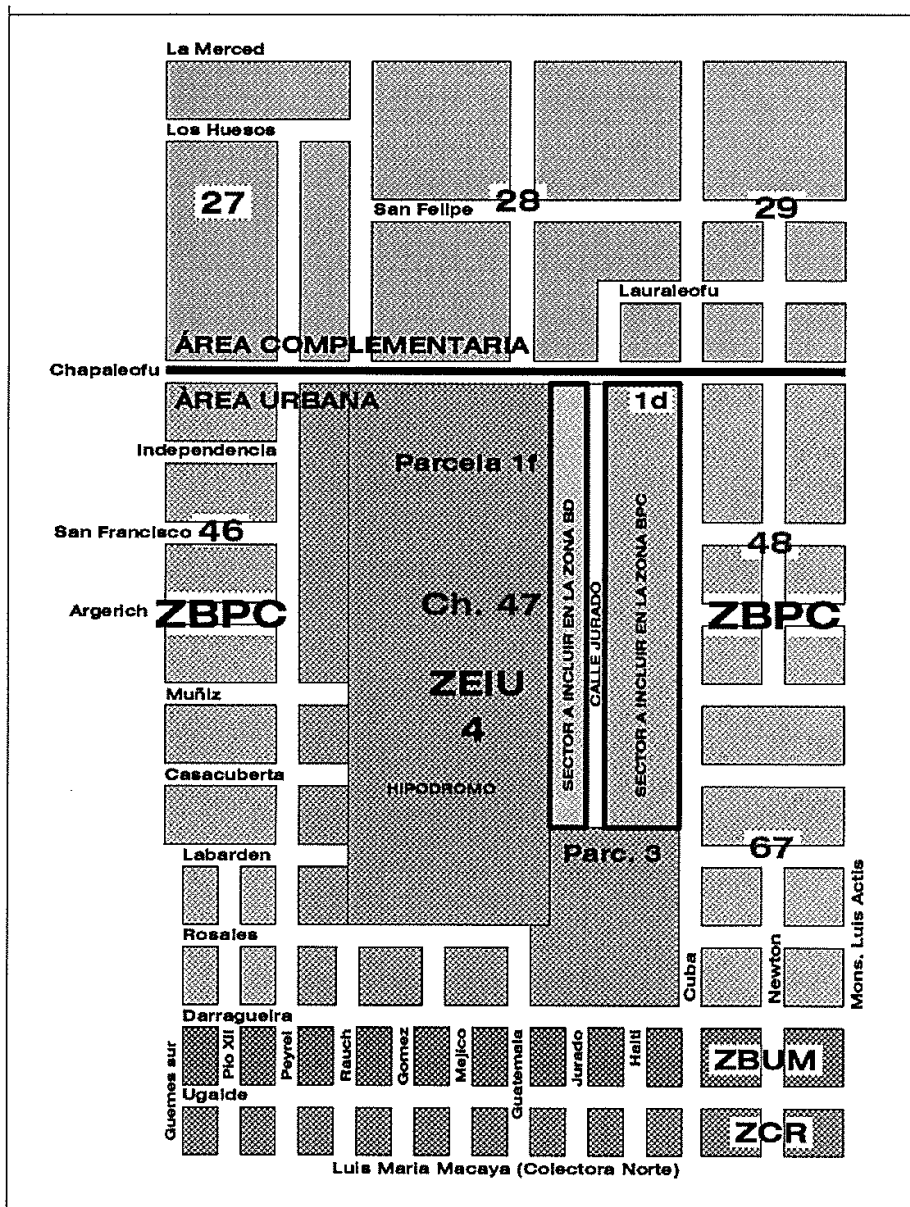 La Merced
Los Huesos
27
28
San Felipe
29
Lauraleofu
ÁREA COMPLEMENTARIA
Chapaleofu
ÀREA URBANA
1d
Independencia
Parcela 1f
San Francisco
46
48
SECTOR A INCLUIR EN LA ZONA BD
CALLE JURADO
SECTOR A INCLUIR EN LA ZONA BPC
Argerich
ZBPC
Ch. 47
ZBPC
ZEIU
4
Muñiz
Casacuberta
HIPODROMO
Labarden
Parc. 3
67
Rosales
Cuba
Newton
Mons. Luis Actis
Darragueira
Guemes sur
Pio XII
Peyrel
Rauch
Gomez
Mejico
Guatemala
Jurado
Haiti
ZBUM
Ugalde
ZCR
Luis Maria Macaya (Colectora Norte)